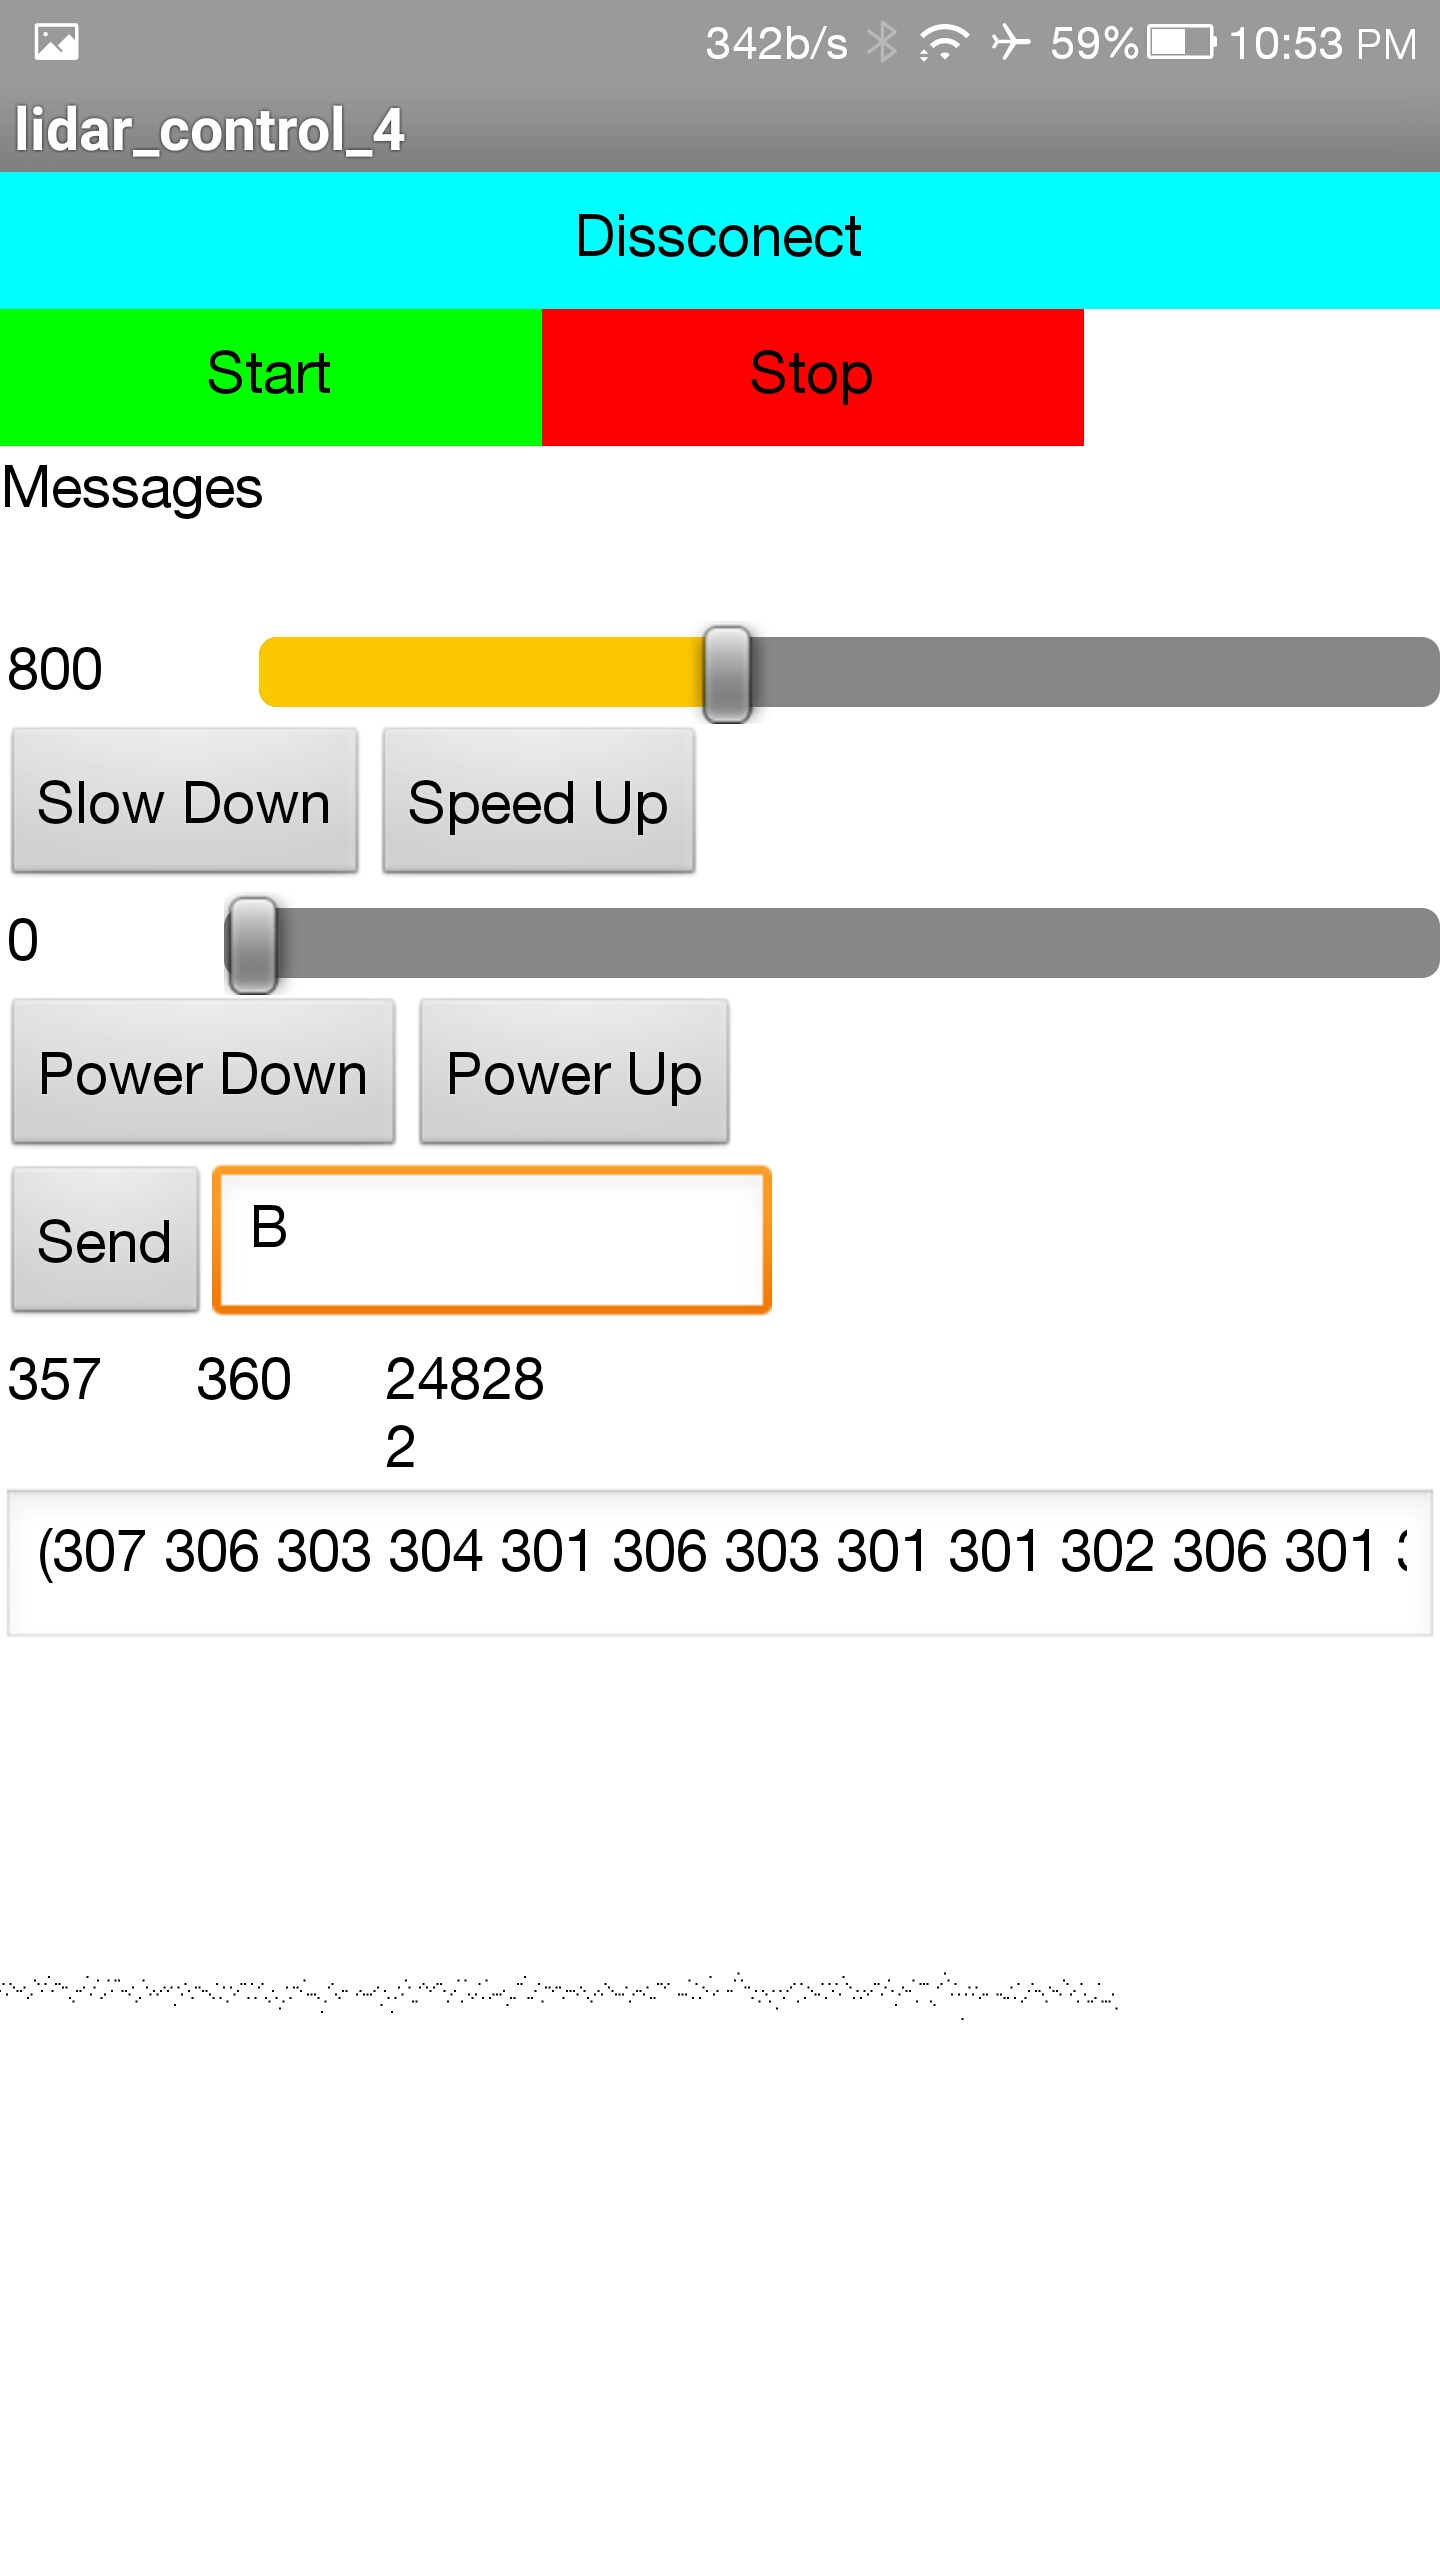 342b/s 59% 10:53 PM
lidar_control_4
Dissconect
Start Stop
Messages
800
Slow Down Speed Up
0
Power Down Power Up
Send B
357 360 24828
2
(307 306 303 304 301 306 303 301 301 302 306 301